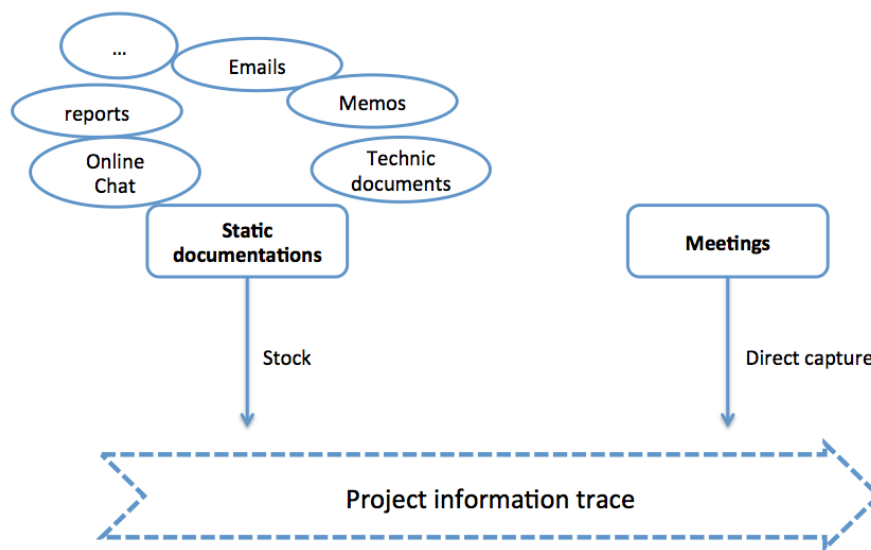 ...
Emails
Memos
reports
Online
Chat
Technic
documents
Static
documentations
Meetings
Stock
Direct capture
Project information trace